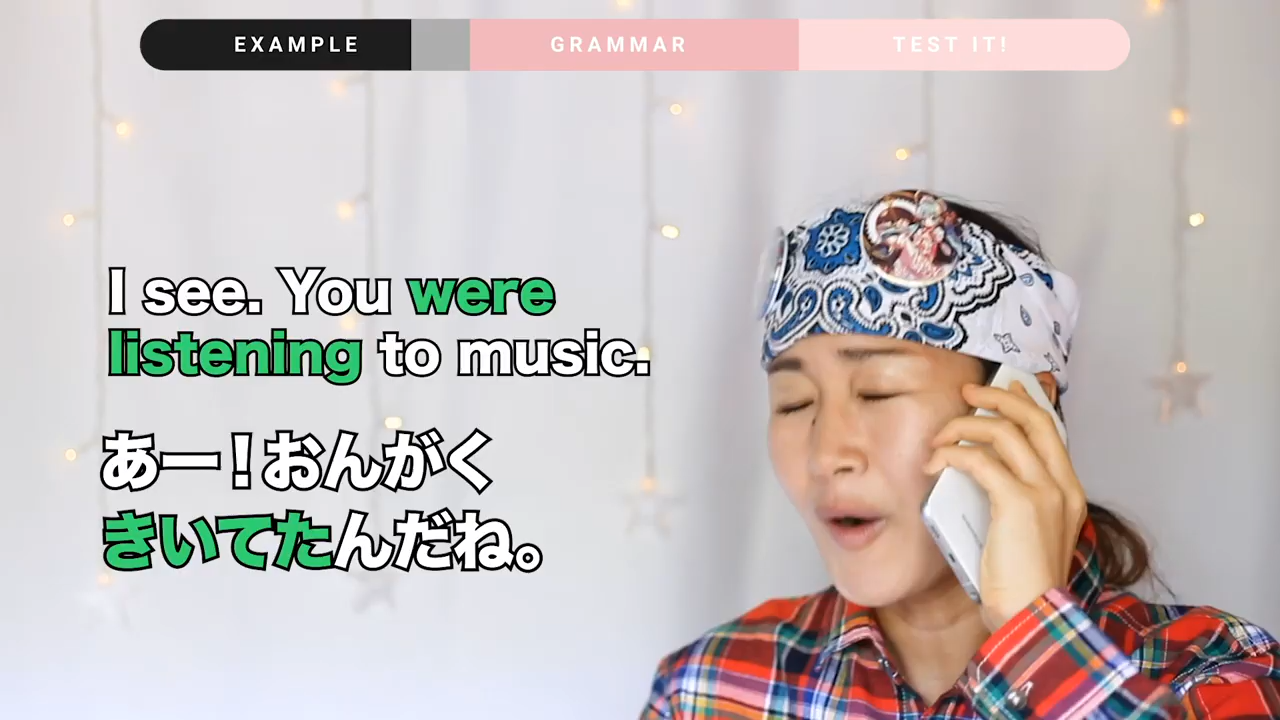 EXAMPLE
GRAMMAR
TEST IT!
I see. You were
listening to music.
あー！おんがく
きいてたんだね。